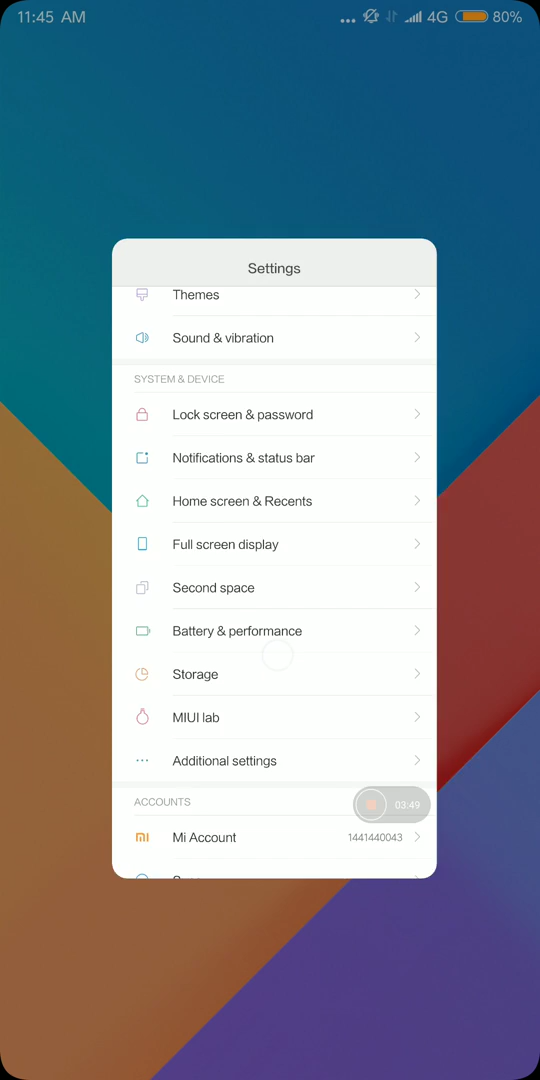 11:45 AM
4G 80%
Settings
Themes
Sound & vibration
SYSTEM & DEVICE
Lock screen & password
Notifications & status bar
Home screen & Recents
Full screen display
Second space
Battery & performance
Storage
MIUI lab
Additional settings
ACCOUNTS
03:49
Mi Account 1441440043